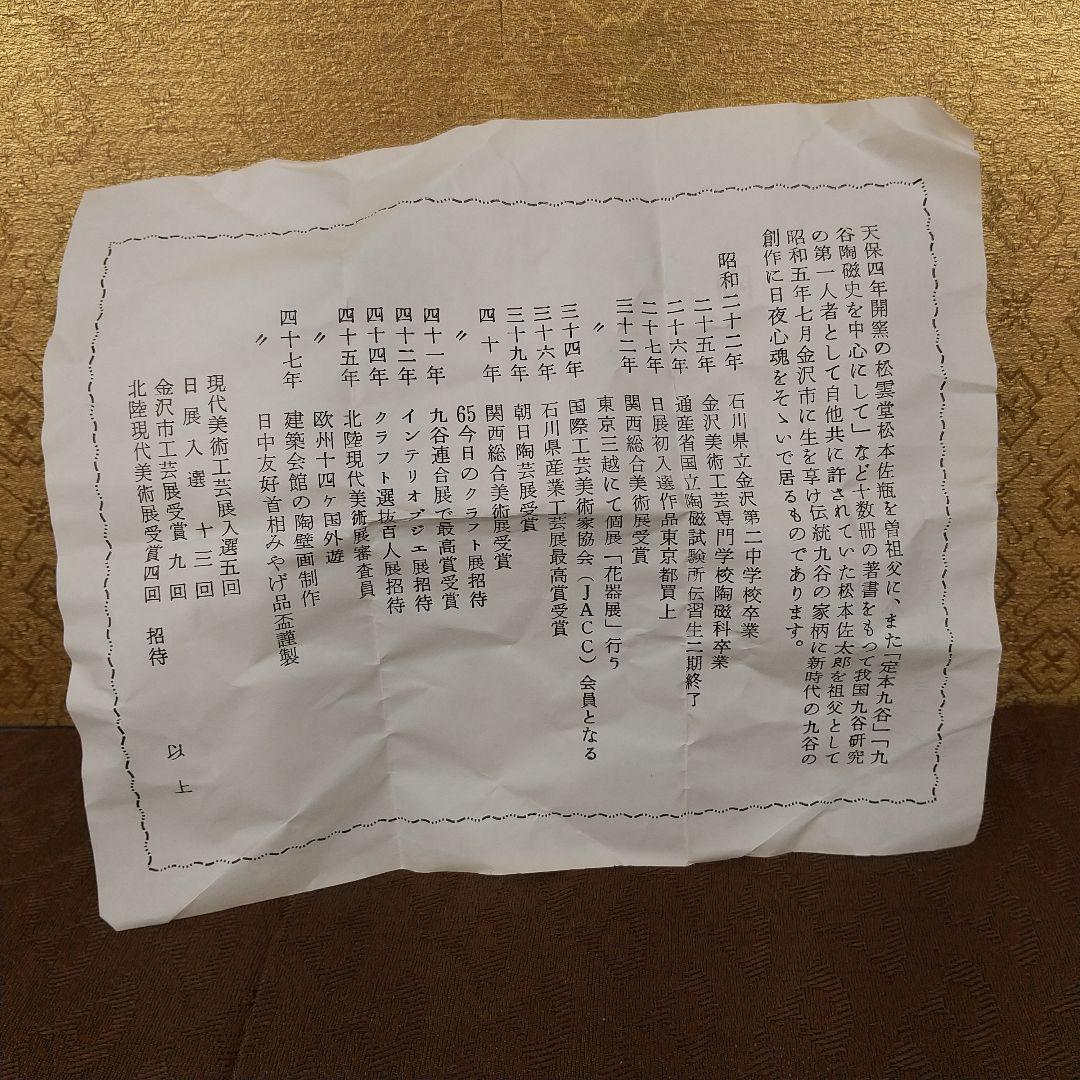 天保四年開窯の松雲堂松本佐瓶を曽祖父に、また「定本九谷」「九
谷陶磁史を中心にして」など十数冊の著書をもって我国九谷研究
の第一人者として自他共に許されていた松本佐太郎を祖父として
昭和五年七月金沢市に生を享け伝統九谷の家柄に新時代の九谷の
創作に日夜心魂をそゝいで居るものであります。
昭和二十二年 石川県立金沢第二中学校卒業
二十五年 金沢美術工芸専門学校陶磁科卒業
二十六年 通産省国立陶磁試験所伝習生二期終了
二十七年 日展初入選作品東京都買上
三十二年 関西総合美術展受賞
〃 東京三越にて個展「花器展」行う
三十四年 国際工芸美術家協会（JACC）会員となる
三十六年 石川県産業工芸展最高賞受賞
三十九年 朝日陶芸展受賞
四十年 関西総合美術展受賞
〃 65今日のクラフト展招待
四十一年 九谷連合展で最高賞受賞
四十二年 インテリオブジエ展招待
四十四年 クラフト選抜百人展招待
四十五年 北陸現代美術展審査員
〃 欧州十四ヶ国外遊
四十七年 建築会館の陶壁画制作
〃 日中友好首相みやげ品盃謹製
現代美術工芸展入選五回
日展入選 十三回
金沢市工芸展受賞九回
北陸現代美術展受賞四回 招待
以上